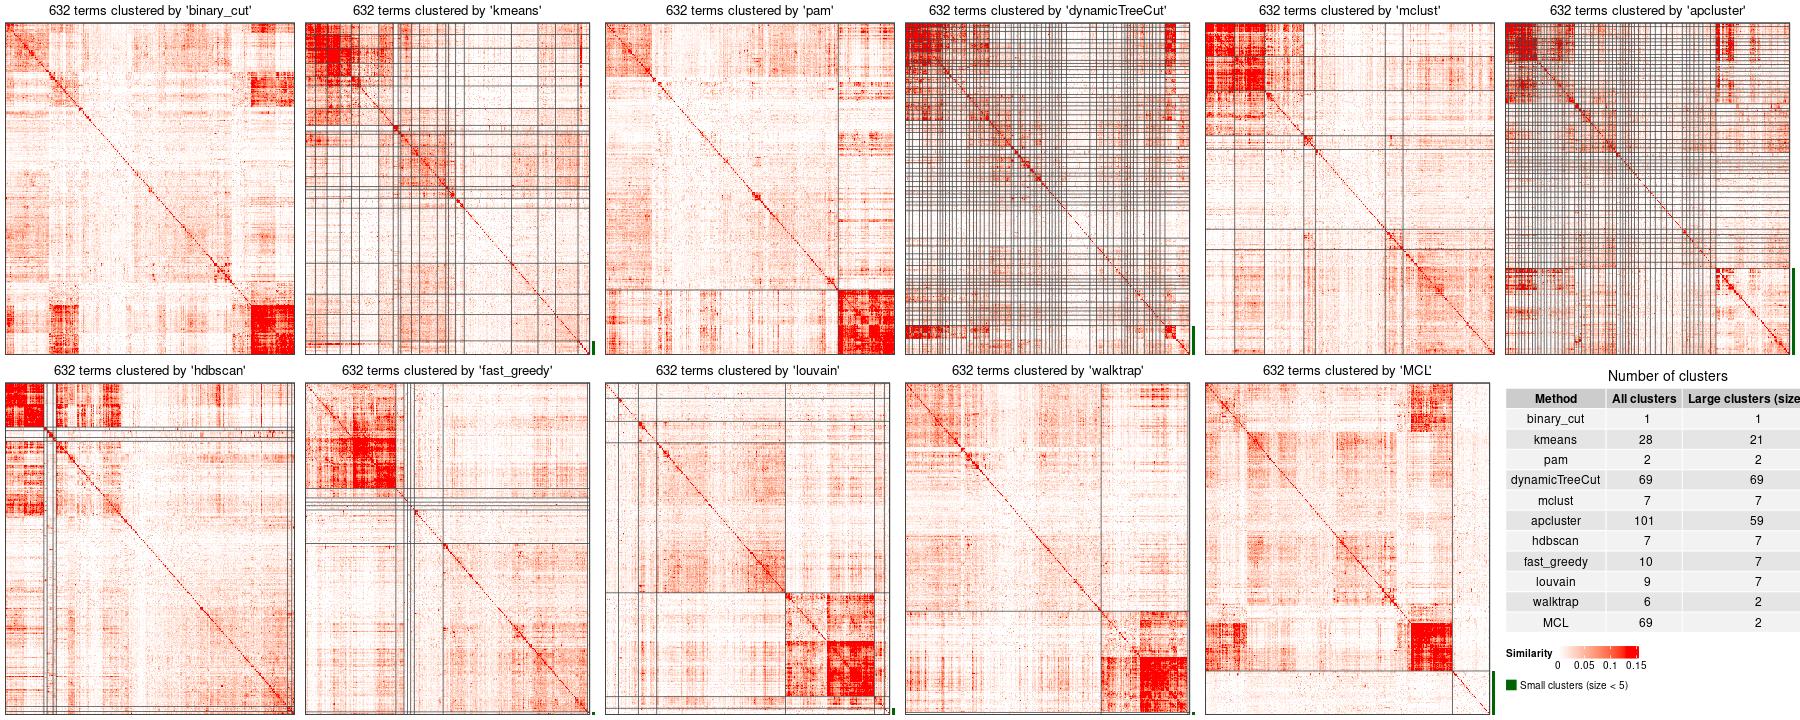 632 terms clustered by 'binary_cut'
632 terms clustered by 'kmeans'
632 terms clustered by 'pam'
632 terms clustered by 'dynamicTreeCut'
632 terms clustered by 'mclust'
632 terms clustered by 'apcluster'
632 terms clustered by 'hdbscan'
632 terms clustered by 'fast_greedy'
632 terms clustered by 'louvain'
632 terms clustered by 'walktrap'
632 terms clustered by 'MCL'
Number of clusters
Method All clusters Large clusters (size
binary_cut 1 1
kmeans 28 21
pam 2 2
dynamicTreeCut 69 69
mclust 7 7
apcluster 101 59
hdbscan 7 7
fast_greedy 10 7
louvain 9 7
walktrap 6 2
MCL 69 2
Similarity
0 0.05 0.1 0.15
Small clusters (size < 5)